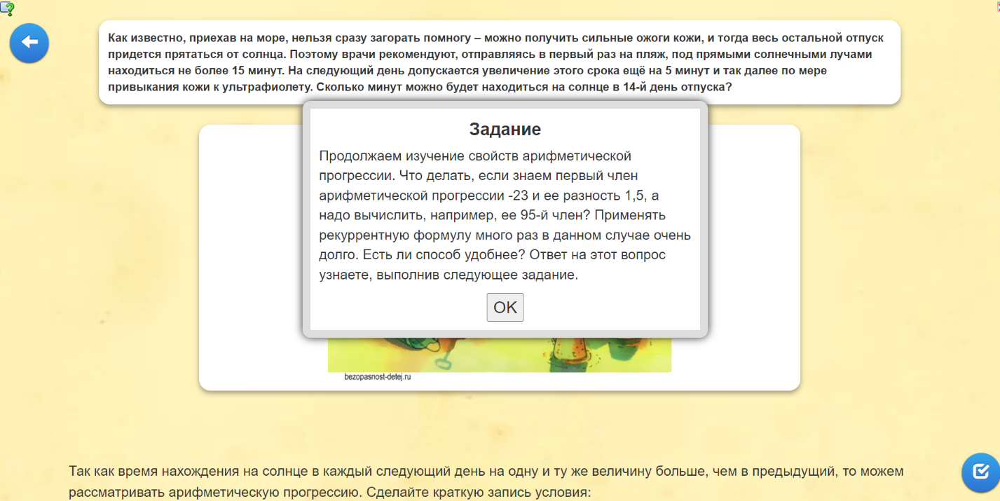 Как известно, приехав на море, нельзя сразу загорать помногу – можно получить сильные ожоги кожи, и тогда весь остальной отпуск
придется прятаться от солнца. Поэтому врачи рекомендуют, отправляясь в первый раз на пляж, под прямыми солнечными лучами
находиться не более 15 минут. На следующий день допускается увеличение этого срока ещё на 5 минут и так далее по мере
привыкания кожи к ультрафиолету. Сколько минут можно будет находиться на солнце в 14-й день отпуска?
Задание
Продолжаем изучение свойств арифметической
прогрессии. Что делать, если знаем первый член
арифметической прогрессии -23 и ее разность 1,5, а
надо вычислить, например, ее 95-й член? Применять
рекуррентную формулу много раз в данном случае очень
долго. Есть ли способ удобнее? Ответ на этот вопрос
узнаете, выполнив следующее задание.
OK
bezopasnost-detej.ru
Так как время нахождения на солнце в каждый следующий день на одну и ту же величину больше, чем в предыдущий, то можем
рассматривать арифметическую прогрессию. Сделайте краткую запись условия: